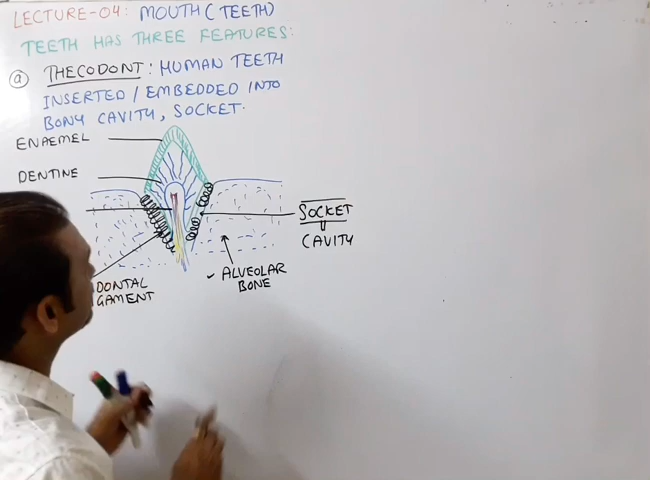 LECTURE-04: MOUTH (TEETH)
TEETH HAS THREE FEATURES:
a THECODONT: HUMAN TEETH
INSERTED / EMBEDDED INTO
BONY CAVITY, SOCKET.
ENAEMEL
DENTINE
SOCKET
CAVITY
DONTAL
GAMENT
ALVEOLAR
BONE